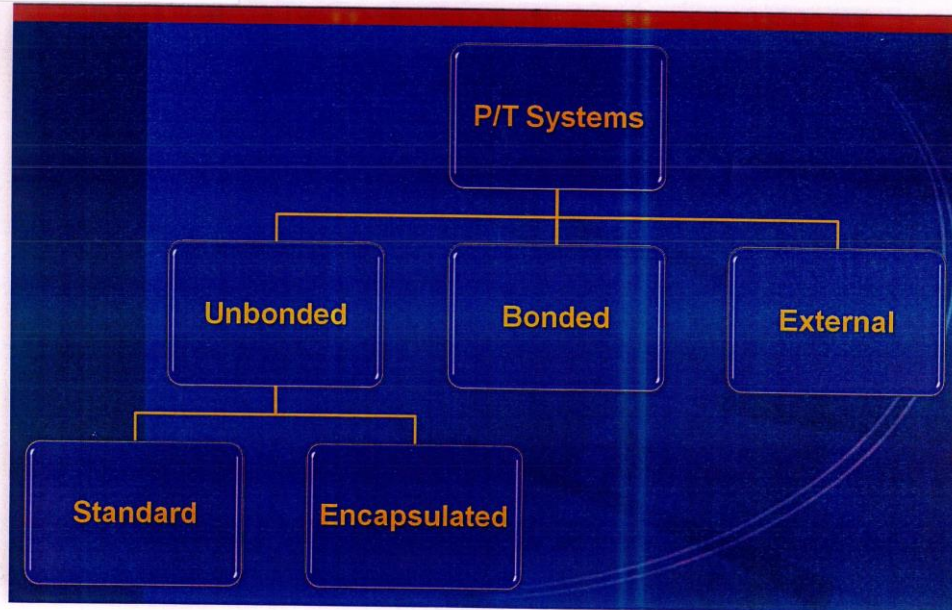 P/T Systems
Unbonded
Bonded
External
Standard
Encapsulated